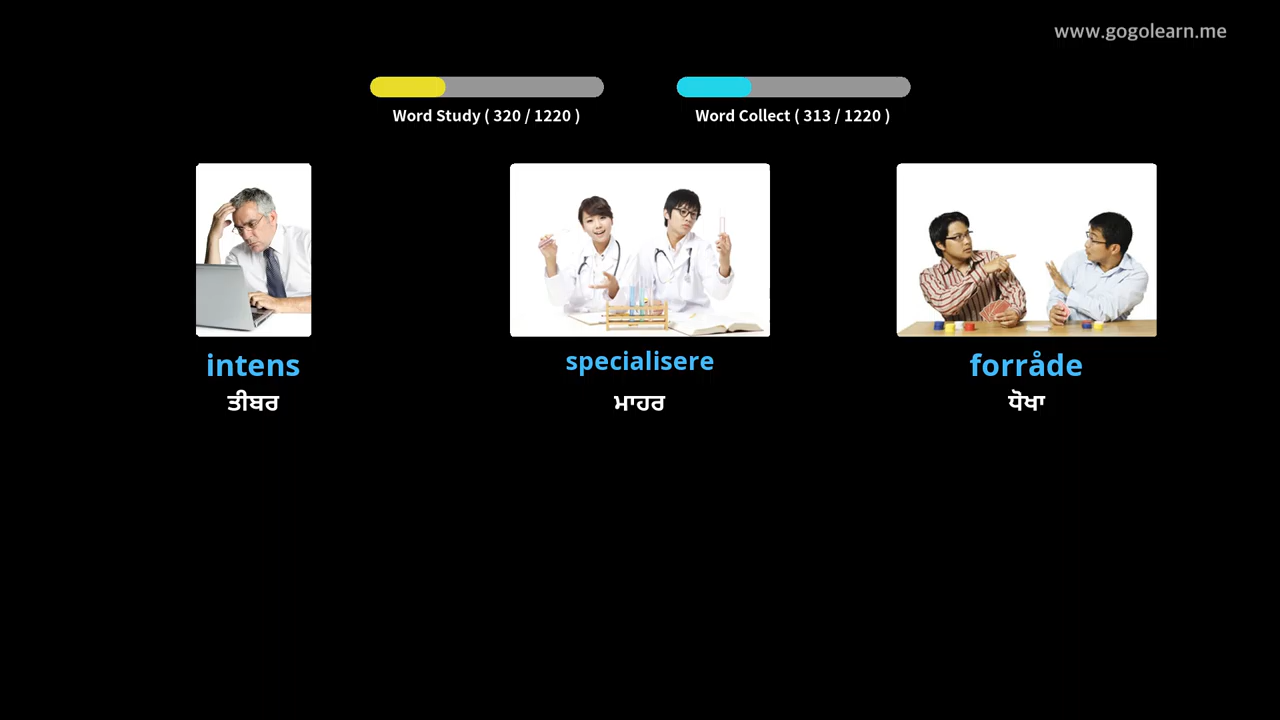 www.gogolearn.me
Word Study ( 320 / 1220 )
Word Collect ( 313 / 1220 )
intens
specialisere
forråde
ਤੀਬਰ
ਮਾਹਰ
ਧੋਖਾ